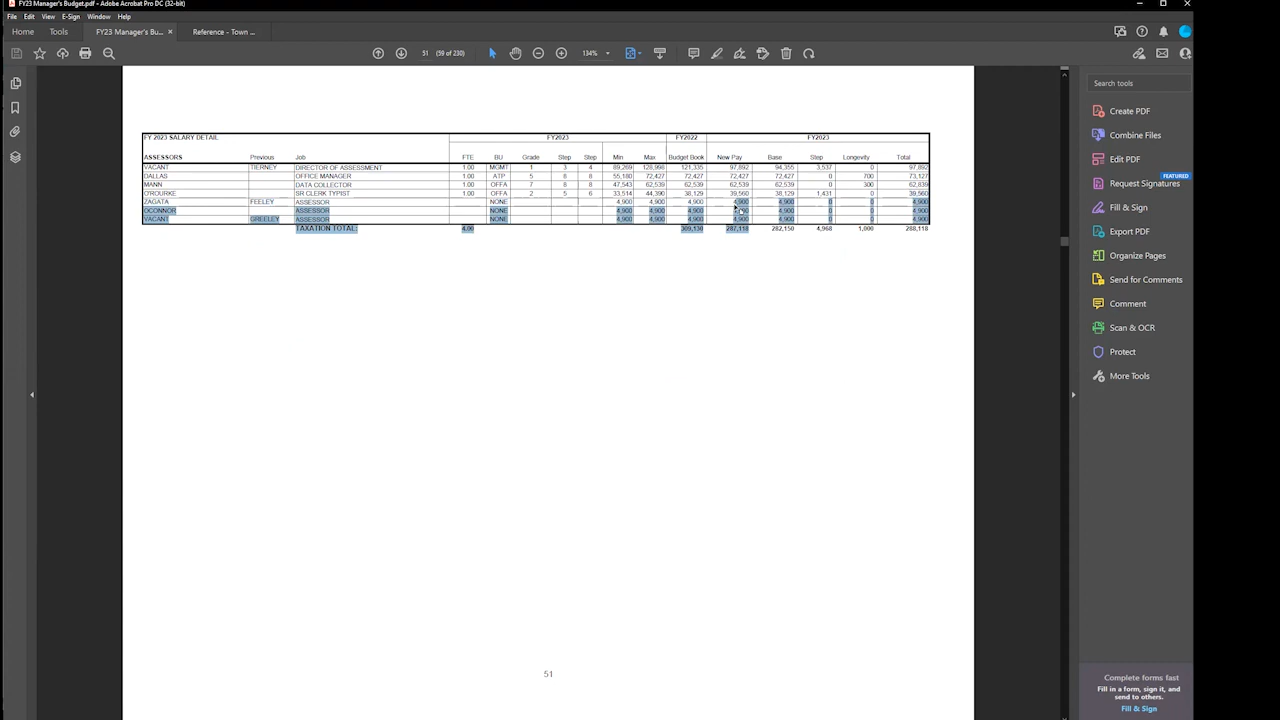 FY23 Manager's Budget.pdf - Adobe Acrobat Pro DC (32-bit)
File Edit View E-Sign Window Help
Home Tools FY23 Manager's Bu... × Reference - Town ...
51 (59 of 230) 134%
Search tools
Create PDF
Combine Files
Edit PDF
FEATURED
Request Signatures
Fill & Sign
Export PDF
Organize Pages
Send for Comments
Comment
Scan & OCR
Protect
More Tools
FY 2023 SALARY DETAIL FY2023 FY2022 FY2023
ASSESSORS Previous Job FTE BU Grade Step Step Min Max Budget Book New Pay Base Step Longevity Total
VACANT TIERNEY DIRECTOR OF ASSESSMENT 1.00 MGMT 1 3 4 89,269 128,998 121,335 97,892 94,355 3,537 0 97,892
DALLAS OFFICE MANAGER 1.00 ATP 5 8 8 55,180 72,427 72,427 72,427 72,427 0 700 73,127
MANN DATA COLLECTOR 1.00 OFFA 7 8 8 47,543 62,539 62,539 62,539 62,539 0 300 62,839
O'ROURKE SR CLERK TYPIST 1.00 OFFA 2 5 6 33,514 44,390 38,129 39,560 38,129 1,431 0 39,560
ZAGATA FEELEY ASSESSOR NONE 4,900 4,900 4,900 4,900 4,900 0 0 4,900
OCONNOR ASSESSOR NONE 4,900 4,900 4,900 4,900 4,900 0 0 4,900
VACANT GREELEY ASSESSOR NONE 4,900 4,900 4,900 4,900 4,900 0 0 4,900
TAXATION TOTAL: 4.00 309,130 287,118 282,150 4,968 1,000 288,118
51
Complete forms fast
Fill in a form, sign it, and
send to others.
Fill & Sign